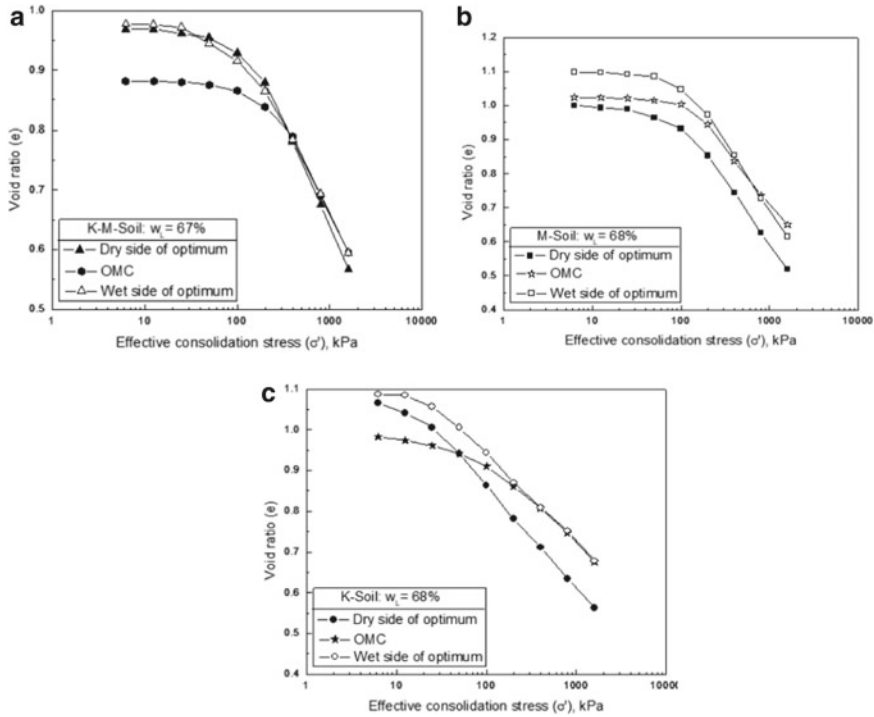 a
1.0
0.9
0.8
0.7
0.6
0.5
Void ratio (e)
K-M-Soil: wL= 67%
Dry side of optimum
OMC
Wet side of optimum
1
10
100
1000
10000
Effective consolidation stress (σ'), kPa
b
1.2
1.1
1.0
0.9
0.8
0.7
0.6
0.5
0.4
Void ratio (e)
M-Soil: wL= 68%
Dry side of optimum
OMC
Wet side of optimum
1
10
100
1000
10000
Effective consolidation stress (σ'), kPa
c
1.1
1.0
0.9
0.8
0.7
0.6
0.5
0.4
Void ratio (e)
K-Soil: wL= 68%
Dry side of optimum
OMC
Wet side of optimum
1
10
100
1000
Effective consolidation stress (σ'), kPa